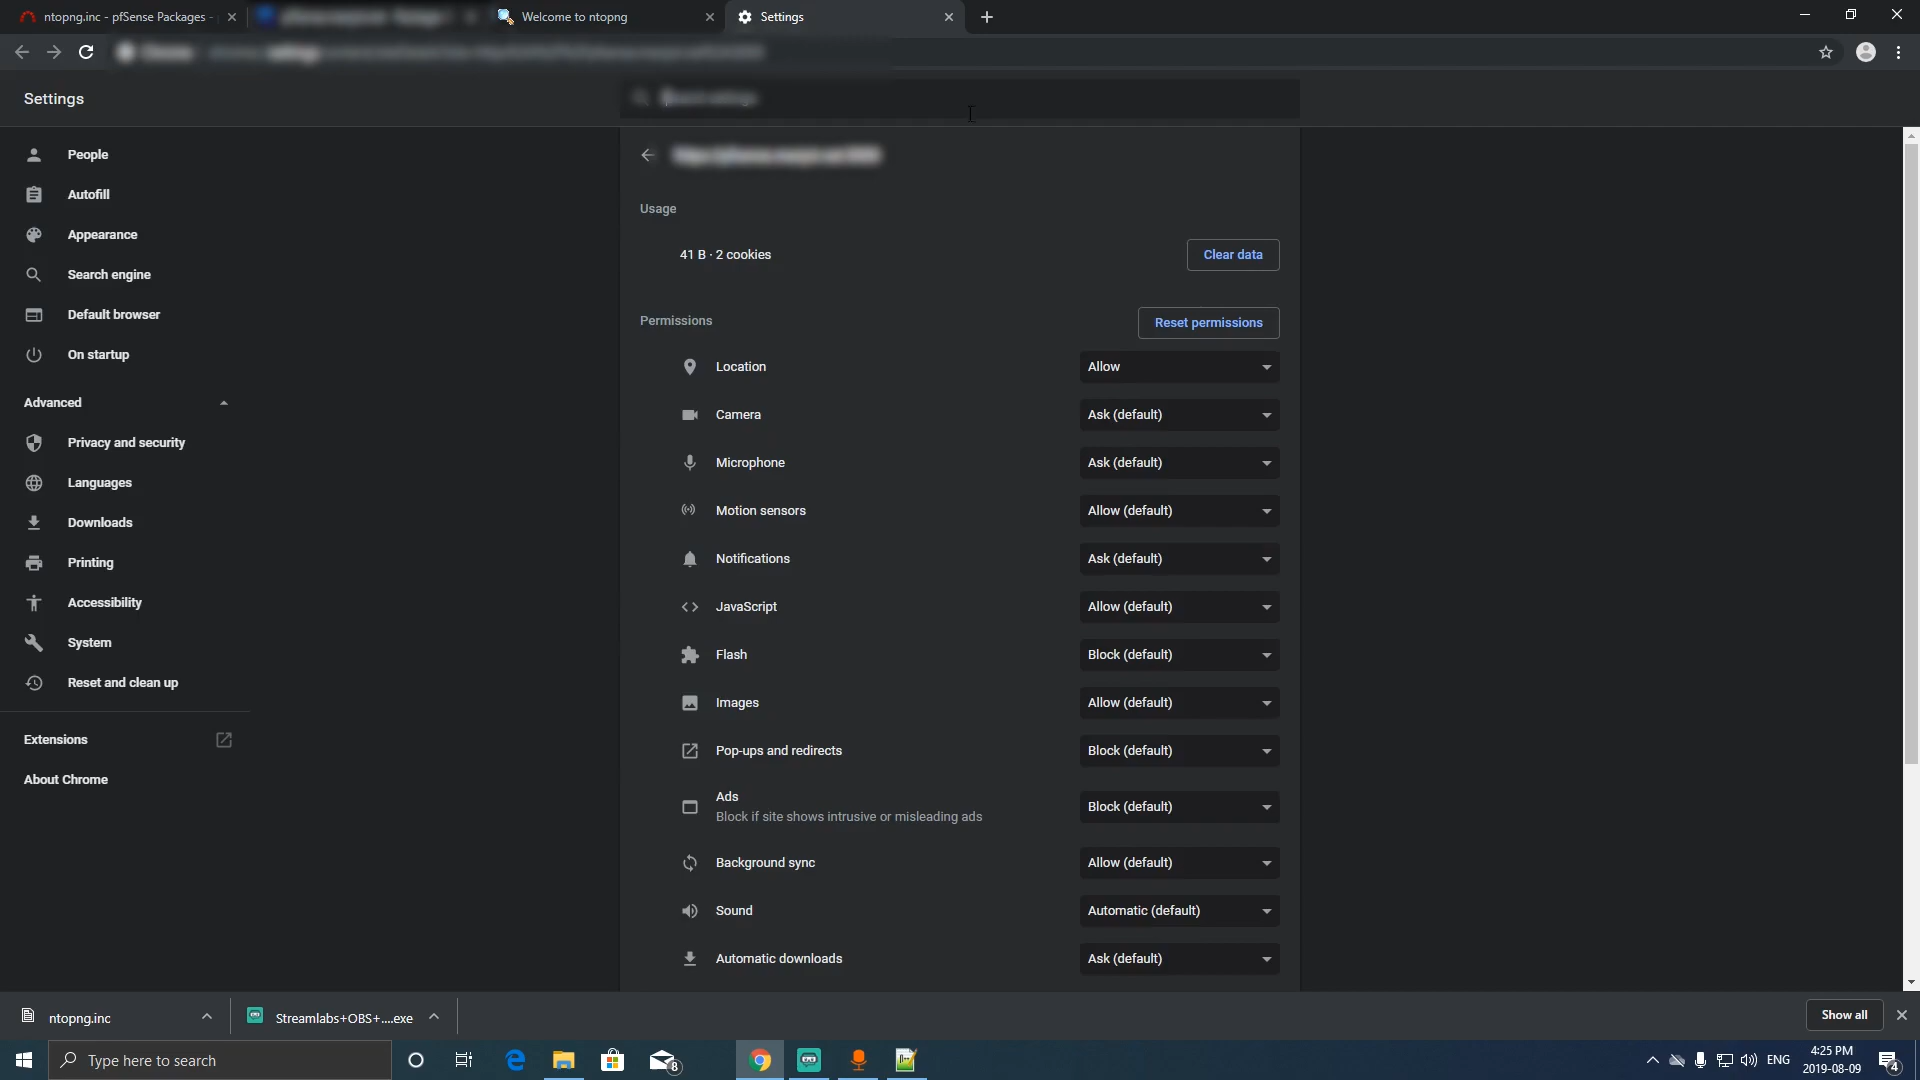 ntopng.inc - pfSense Packages -
Welcome to ntopng
Settings
Settings
People
Autofill
Appearance
Search engine
Default browser
On startup
Advanced
Privacy and security
Languages
Downloads
Printing
Accessibility
System
Reset and clean up
Extensions
About Chrome
Usage
41 B · 2 cookies
Clear data
Permissions
Reset permissions
Location
Allow
Camera
Ask (default)
Microphone
Ask (default)
Motion sensors
Allow (default)
Notifications
Ask (default)
JavaScript
Allow (default)
Flash
Block (default)
Images
Allow (default)
Pop-ups and redirects
Block (default)
Ads
Block if site shows intrusive or misleading ads
Block (default)
Background sync
Allow (default)
Sound
Automatic (default)
Automatic downloads
Ask (default)
ntopng.inc
Streamlabs+OBS+....exe
Show all
Type here to search
8
ENG
4:25 PM
2019-08-09
4